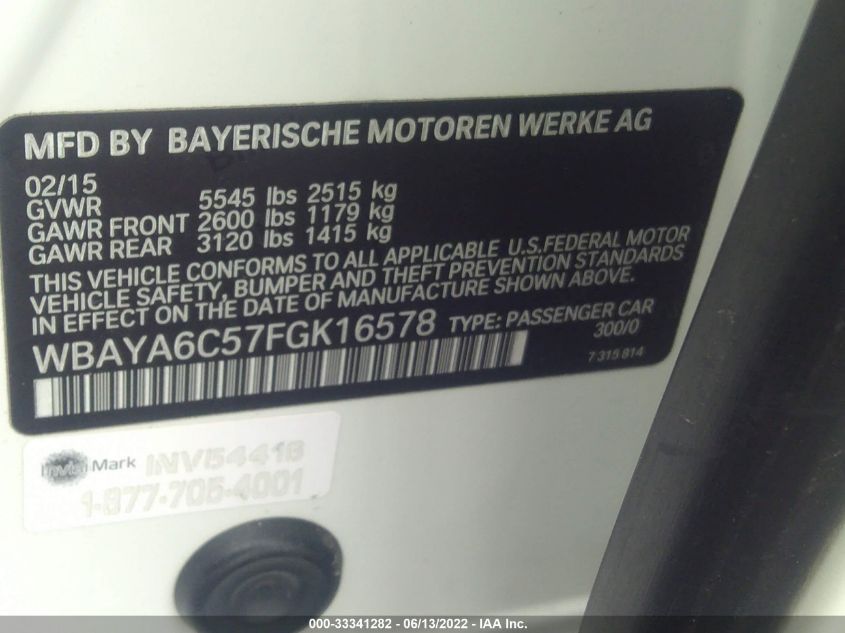 MFD BY BAYERISCHE MOTOREN WERKE AG
02/15
GVWR 5545 lbs 2515 kg
GAWR FRONT 2600 lbs 1179 kg
GAWR REAR 3120 lbs 1415 kg
THIS VEHICLE CONFORMS TO ALL APPLICABLE U.S.FEDERAL MOTOR
VEHICLE SAFETY, BUMPER AND THEFT PREVENTION STANDARDS
IN EFFECT ON THE DATE OF MANUFACTURE SHOWN ABOVE.
WBAYA6C57FGK16578 TYPE: PASSENGER CAR
300/0
7 315 814
Invisi Mark INV54416
1-877-705-4001
000-33341282 - 06/13/2022 - IAA Inc.